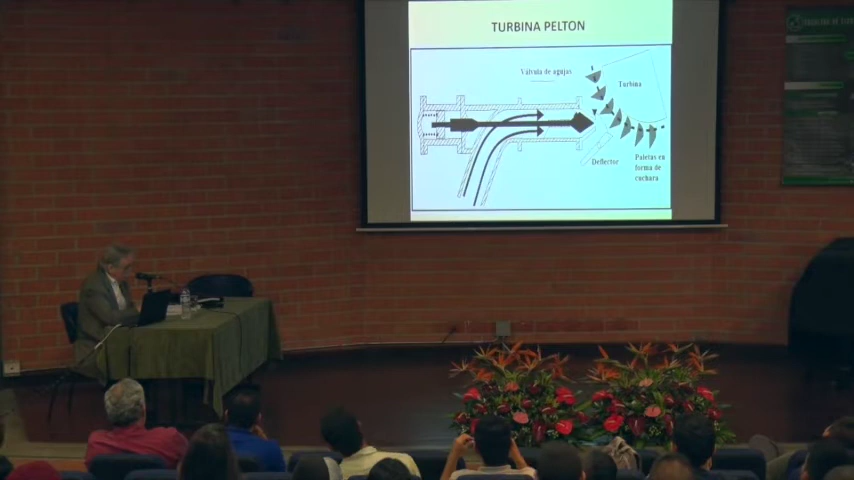 TURBINA PELTON
Válvula de agujas
Turbina
Deflector
Paletas en
forma de
cuchara